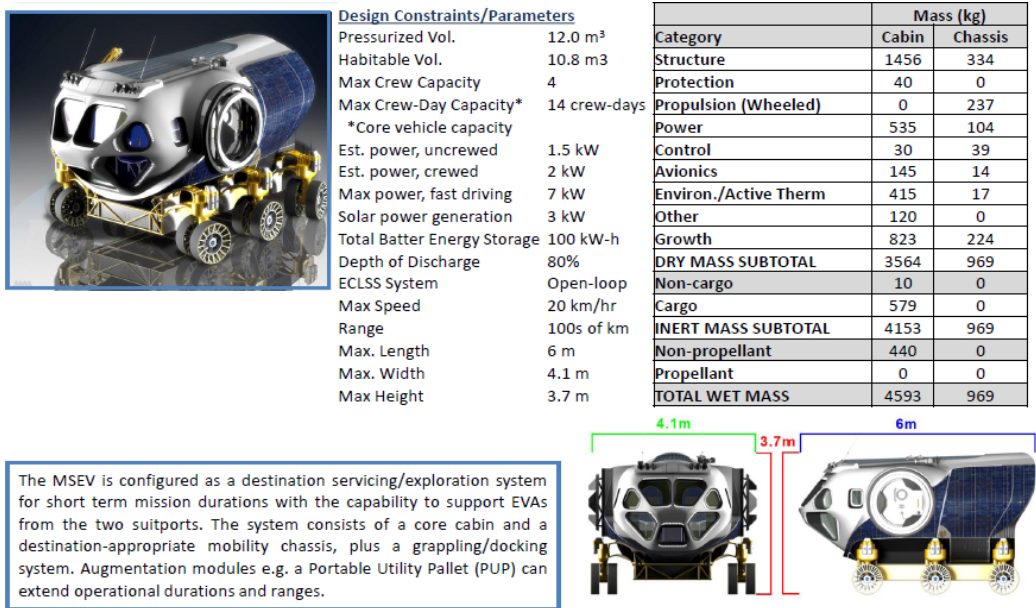 Design Constraints/Parameters
Pressurized Vol. 12.0 m³
Habitable Vol. 10.8 m3
Max Crew Capacity 4
Max Crew-Day Capacity* 14 crew-days
*Core vehicle capacity
Est. power, uncrewed 1.5 kW
Est. power, crewed 2 kW
Max power, fast driving 7 kW
Solar power generation 3 kW
Total Batter Energy Storage 100 kW-h
Depth of Discharge 80%
ECLSS System Open-loop
Max Speed 20 km/hr
Range 100s of km
Max. Length 6 m
Max. Width 4.1 m
Max Height 3.7 m
Mass (kg)
Category Cabin Chassis
Structure 1456 334
Protection 40 0
Propulsion (Wheeled) 0 237
Power 535 104
Control 30 39
Avionics 145 14
Environ./Active Therm 415 17
Other 120 0
Growth 823 224
DRY MASS SUBTOTAL 3564 969
Non-cargo 10 0
Cargo 579 0
INERT MASS SUBTOTAL 4153 969
Non-propellant 440 0
Propellant 0 0
TOTAL WET MASS 4593 969
4.1m
3.7m
6m
The MSEV is configured as a destination servicing/exploration system
for short term mission durations with the capability to support EVAs
from the two suitports. The system consists of a core cabin and a
destination-appropriate mobility chassis, plus a grappling/docking
system. Augmentation modules e.g. a Portable Utility Pallet (PUP) can
extend operational durations and ranges.